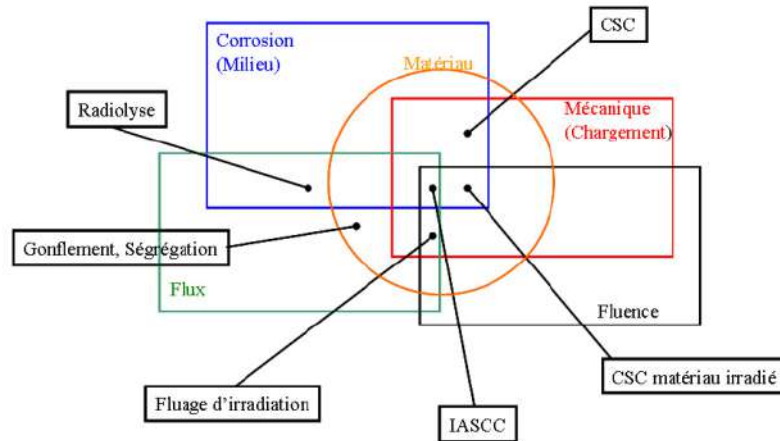 CSC
Corrosion
(Milieu)
Matériau
Mécanique
(Chargement)
Radiolyse
Gonflement, Ségrégation
Flux
Fluence
Fluage d'irradiation
IASCC
CSC matériau irradié